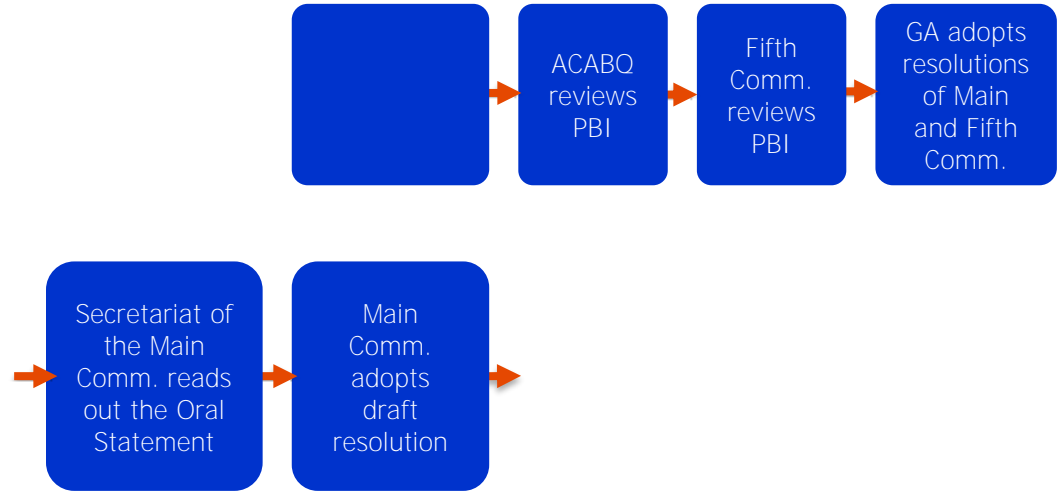 ACABQ
reviews
PBI
Fifth
Comm.
reviews
PBI
GA adopts
resolutions
of Main
and Fifth
Comm.
Secretariat of
the Main
Comm. reads
out the Oral
Statement
Main
Comm.
adopts
draft
resolution